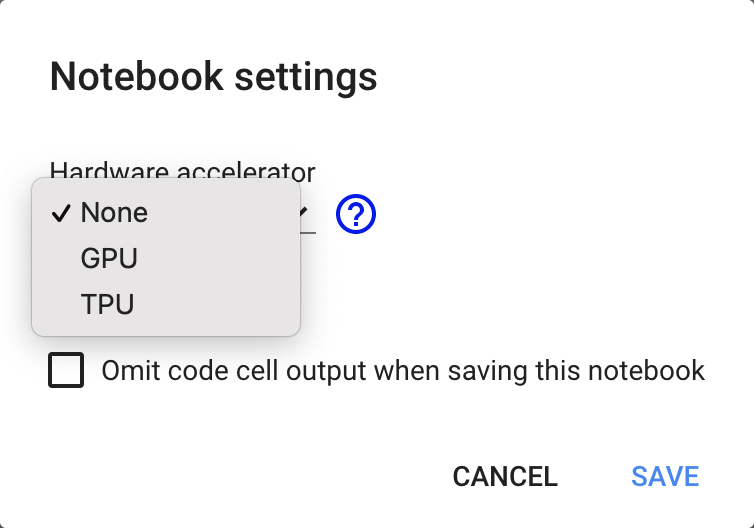 Notebook settings
Hardware accelerator
✓ None
GPU
TPU
Omit code cell output when saving this notebook
CANCEL SAVE